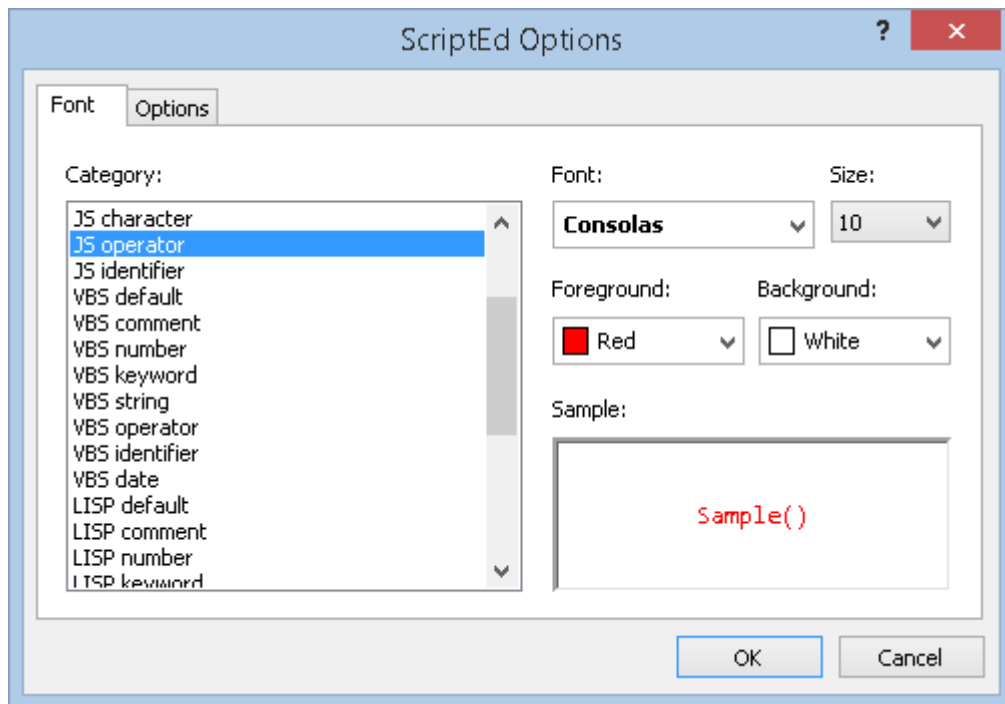 ScriptEd Options
?
Font
Options
Category:
JS character
JS operator
JS identifier
VBS default
VBS comment
VBS number
VBS keyword
VBS string
VBS operator
VBS identifier
VBS date
LISP default
LISP comment
LISP number
LISP keyword
Font:
Size:
Consolas
10
Foreground:
Background:
Red
White
Sample:
Sample()
OK
Cancel